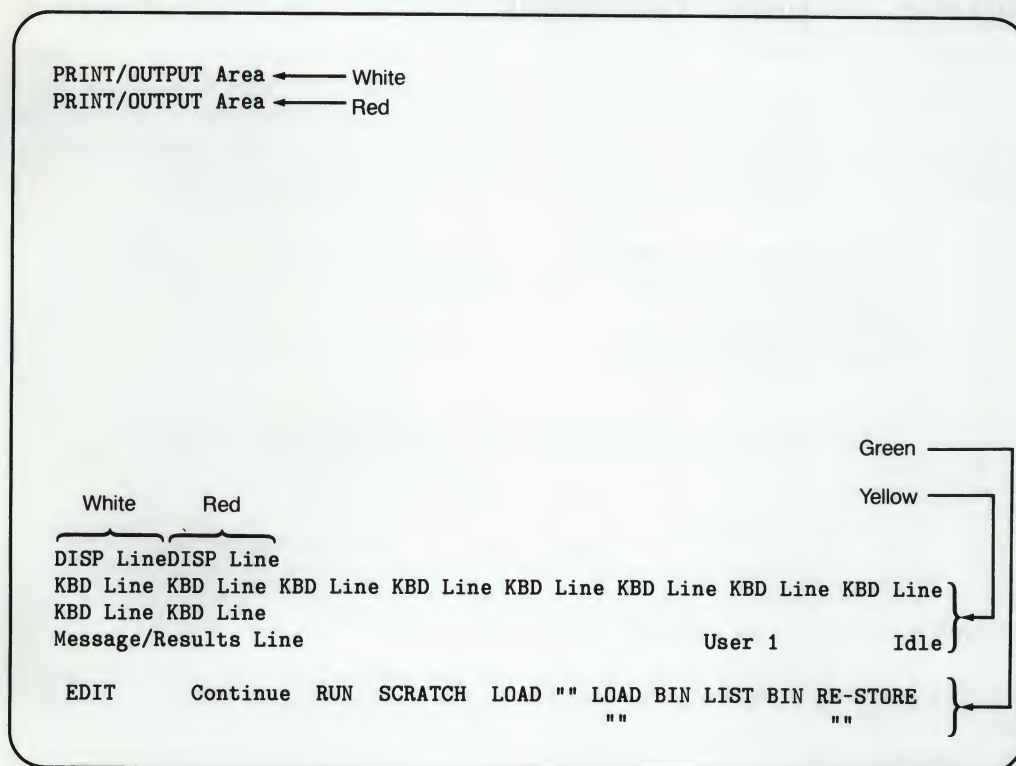 PRINT/OUTPUT Area White
PRINT/OUTPUT Area Red
Green
Yellow
White Red
DISP LineDISP Line
KBD Line KBD Line KBD Line KBD Line KBD Line KBD Line KBD Line KBD Line
KBD Line KBD Line
Message/Results Line User 1 Idle
EDIT Continue RUN SCRATCH LOAD "" LOAD BIN LIST BIN RE-STORE
"" ""